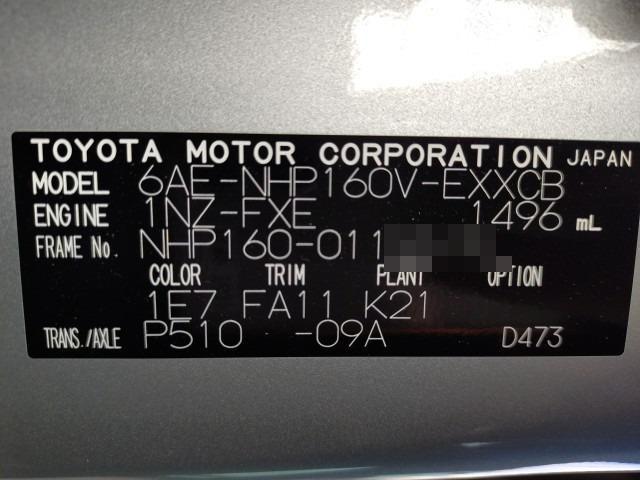 TOYOTA MOTOR CORPORATION JAPAN
MODEL 6AE-NHP160V-EXXCB
ENGINE 1NZ-FXE 1496 mL
FRAME No. NHP160-011
COLOR TRIM PLANT OPTION
1E7 FA11 K21
TRANS./AXLE P510 -09A D473